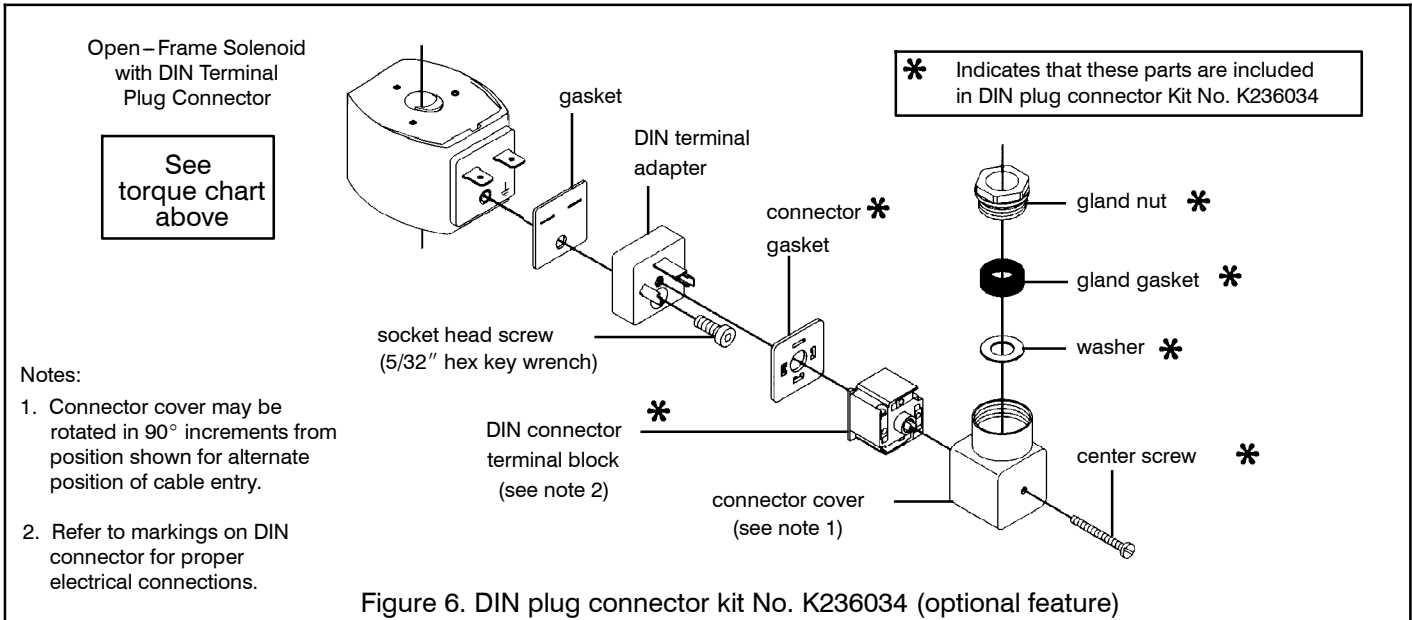 Open–Frame Solenoid
with DIN Terminal
Plug Connector
See
torque chart
above
gasket
DIN terminal
adapter
* Indicates that these parts are included
in DIN plug connector Kit No. K236034
connector *
gasket
gland nut *
gland gasket *
washer *
socket head screw
(5/32″ hex key wrench)
*
DIN connector
terminal block
(see note 2)
connector cover
(see note 1)
center screw *
Notes:
1. Connector cover may be
rotated in 90° increments from
position shown for alternate
position of cable entry.
2. Refer to markings on DIN
connector for proper
electrical connections.
Figure 6. DIN plug connector kit No. K236034 (optional feature)